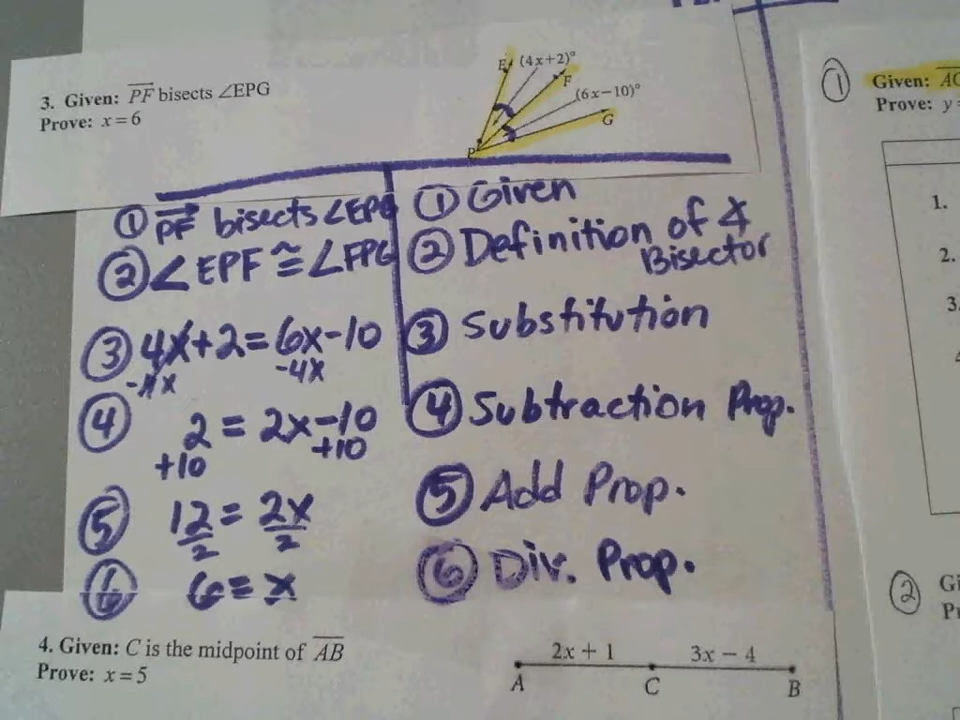 3. Given: PF bisects ∠EPG
Prove: x = 6
E
(4x+2)°
F
(6x−10)°
G
P
① PF bisects ∠EPG
② ∠EPF ≅ ∠FPG
③ 4x+2=6x-10
-4x -4x
④ 2 = 2x-10
+10 +10
⑤ 12/2 = 2x/2
⑥ 6=x
① Given
② Definition of ∡
Bisector
③ Substitution
④ Subtraction Prop.
⑤ Add Prop.
⑥ Div. Prop.
4. Given: C is the midpoint of AB
Prove: x = 5
2x + 1 3x − 4
A C B
① Given:
Prove: y
1.
2.
3.
②